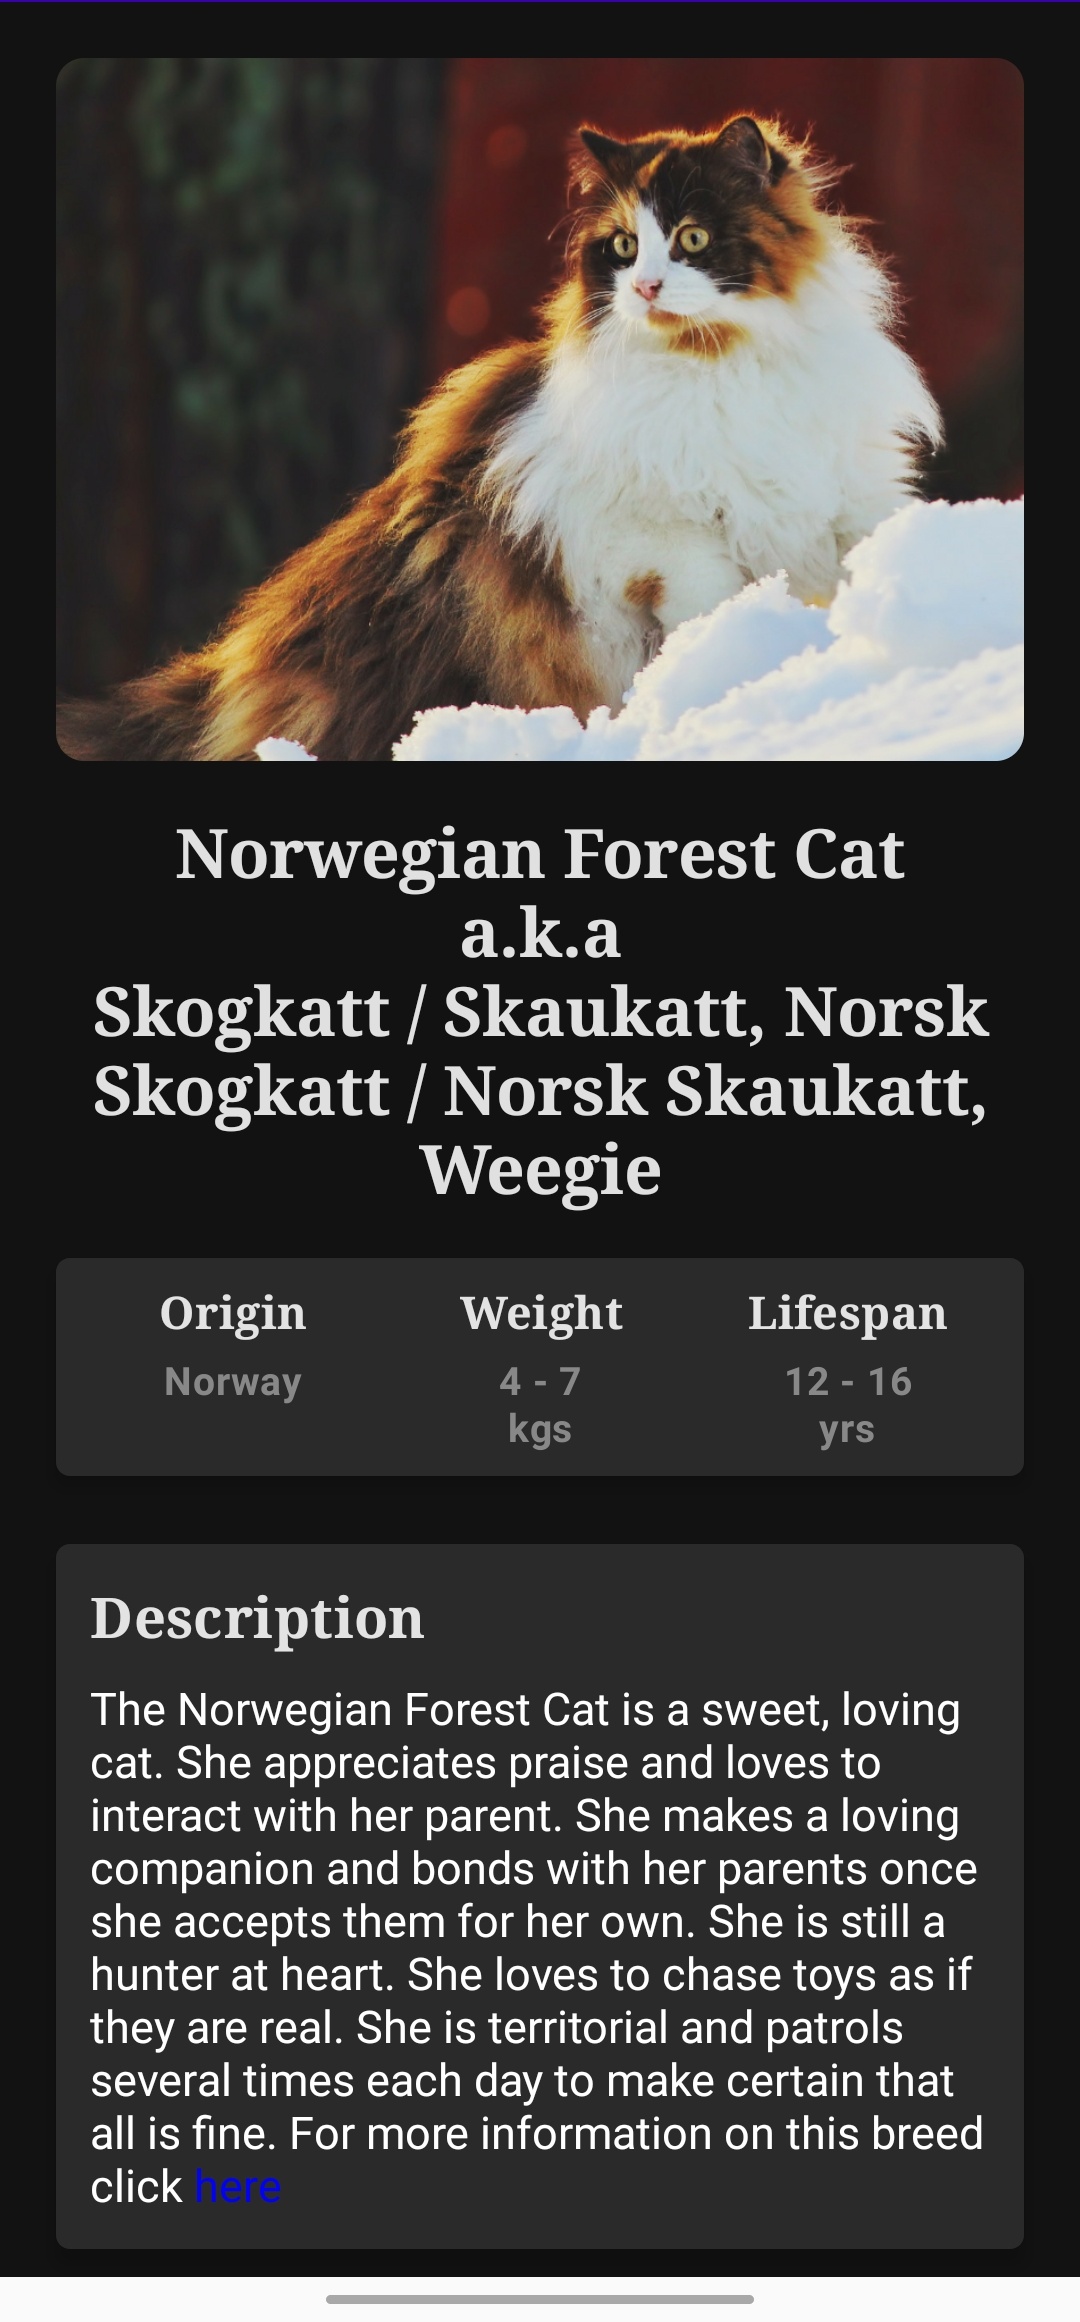 Norwegian Forest Cat
a.k.a
Skogkatt / Skaukatt, Norsk
Skogkatt / Norsk Skaukatt,
Weegie
Origin Weight Lifespan
Norway 4 - 7 12 - 16
kgs yrs
Description
The Norwegian Forest Cat is a sweet, loving
cat. She appreciates praise and loves to
interact with her parent. She makes a loving
companion and bonds with her parents once
she accepts them for her own. She is still a
hunter at heart. She loves to chase toys as if
they are real. She is territorial and patrols
several times each day to make certain that
all is fine. For more information on this breed
click here